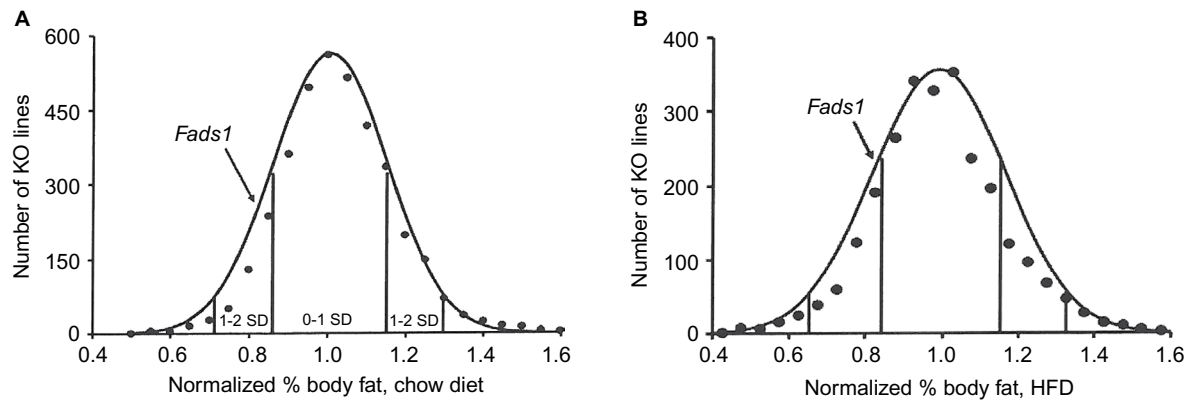 A
600
450
300
150
0
Number of KO lines
Fads1
1-2 SD
0-1 SD
1-2 SD
0.4
0.6
0.8
1.0
1.2
1.4
1.6
Normalized % body fat, chow diet
B
400
300
200
100
0
Number of KO lines
Fads1
0.4
0.6
0.8
1.0
1.2
1.4
1.6
Normalized % body fat, HFD